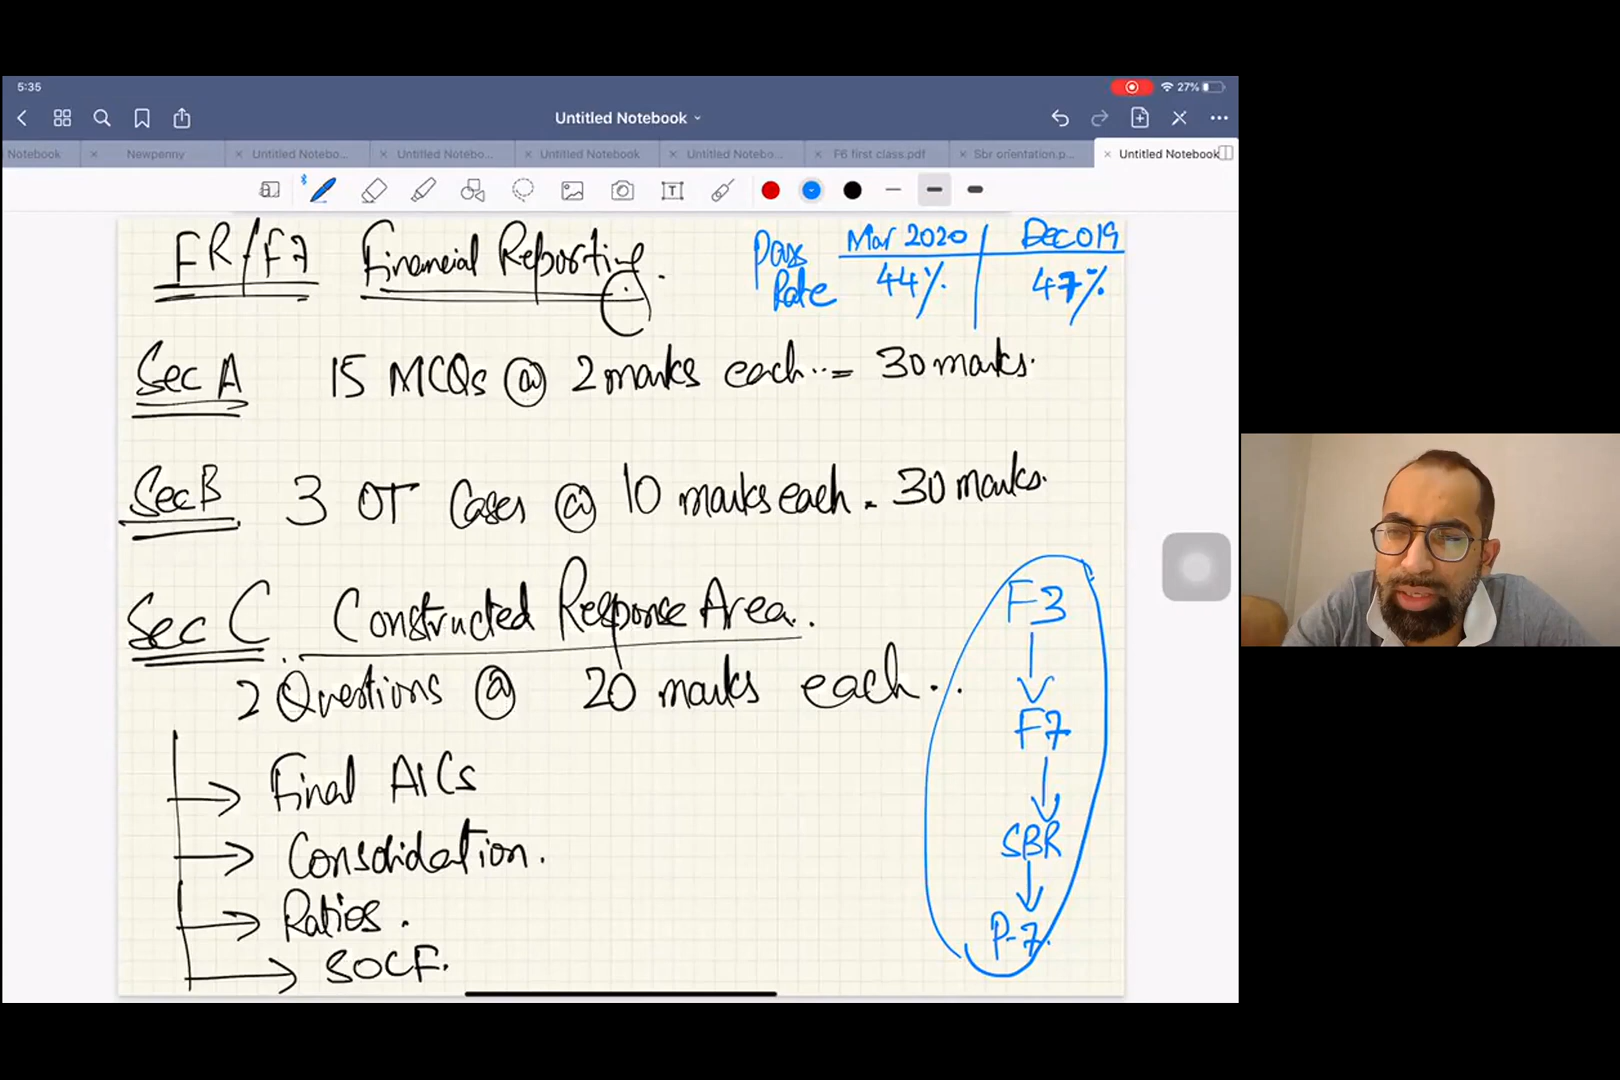 5:35
27%
Untitled Notebook
Notebook
Newpenny
Untitled Notebo...
Untitled Notebo...
Untitled Notebook
Untitled Notebo...
F6 first class.pdf
Sbr orientation.p...
Untitled Notebook
FR/F7 Financial Reporting.
Pass Rate
Mar 2020 Dec 019
44% 47%
Sec A 15 MCQs @ 2 marks each.. = 30 marks.
Sec B 3 OT Cases @ 10 marks each = 30 marks.
Sec C Constructed Response Area.
2 Questions @ 20 marks each..
Final A/Cs
Consolidation.
Ratios.
SOCF.
F3
F7
SBR
P-7.